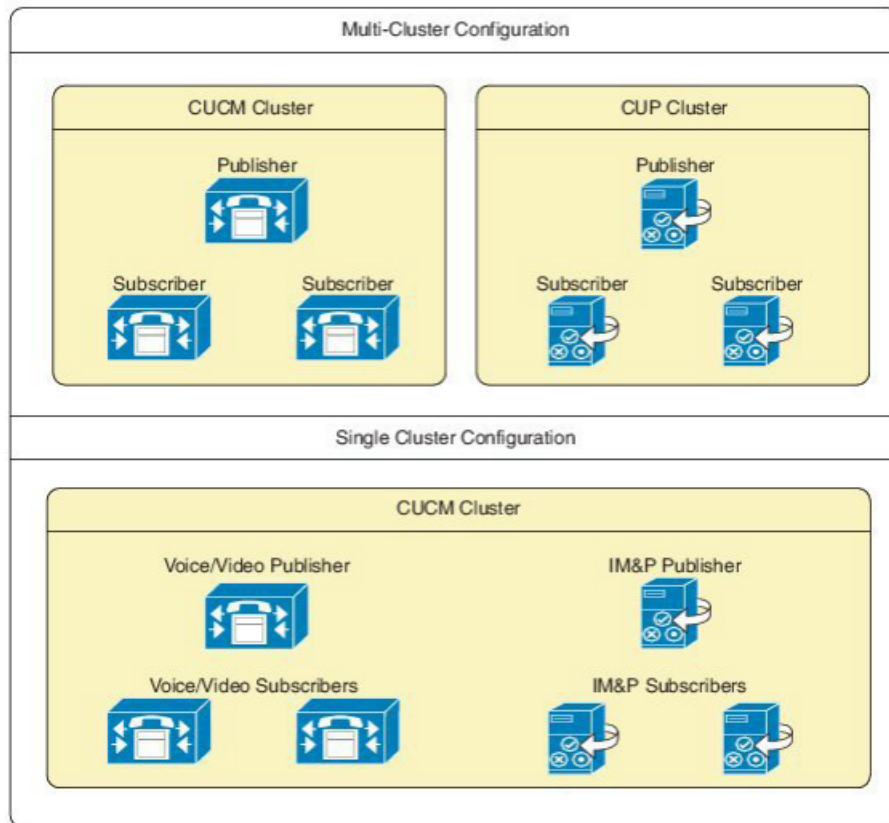 Multi-Cluster Configuration
CUCM Cluster
CUP Cluster
Publisher
Publisher
Subscriber
Subscriber
Subscriber
Subscriber
Single Cluster Configuration
CUCM Cluster
Voice/Video Publisher
IM&P Publisher
Voice/Video Subscribers
IM&P Subscribers